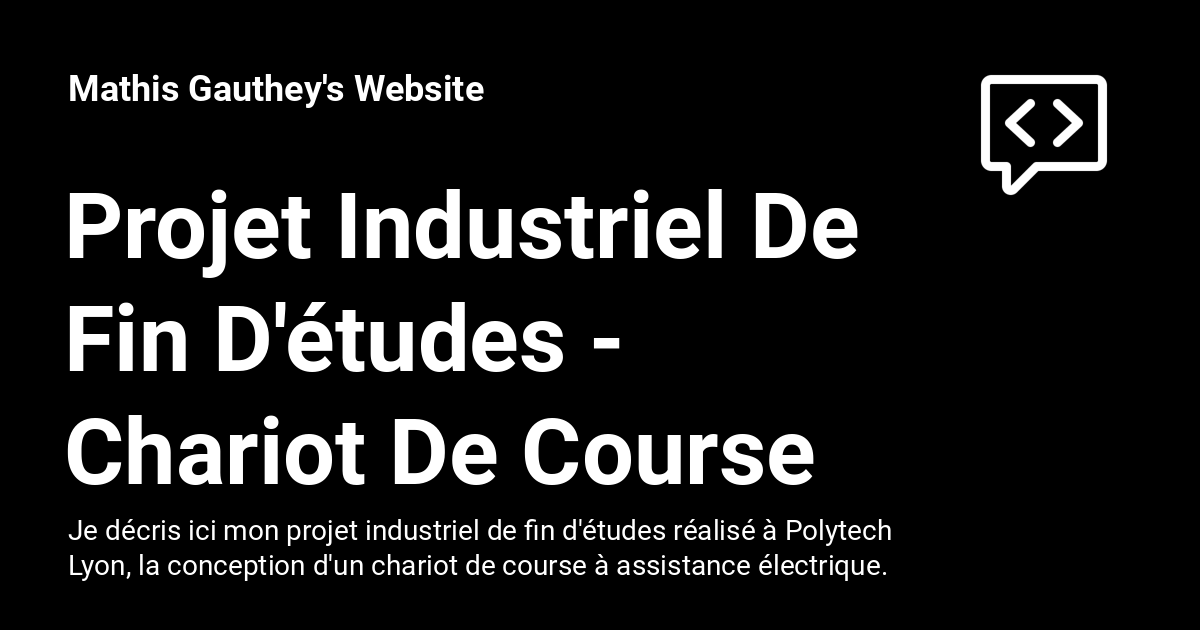 Mathis Gauthey's Website
Projet Industriel De
Fin D'études -
Chariot De Course
Je décris ici mon projet industriel de fin d'études réalisé à Polytech
Lyon, la conception d'un chariot de course à assistance électrique.